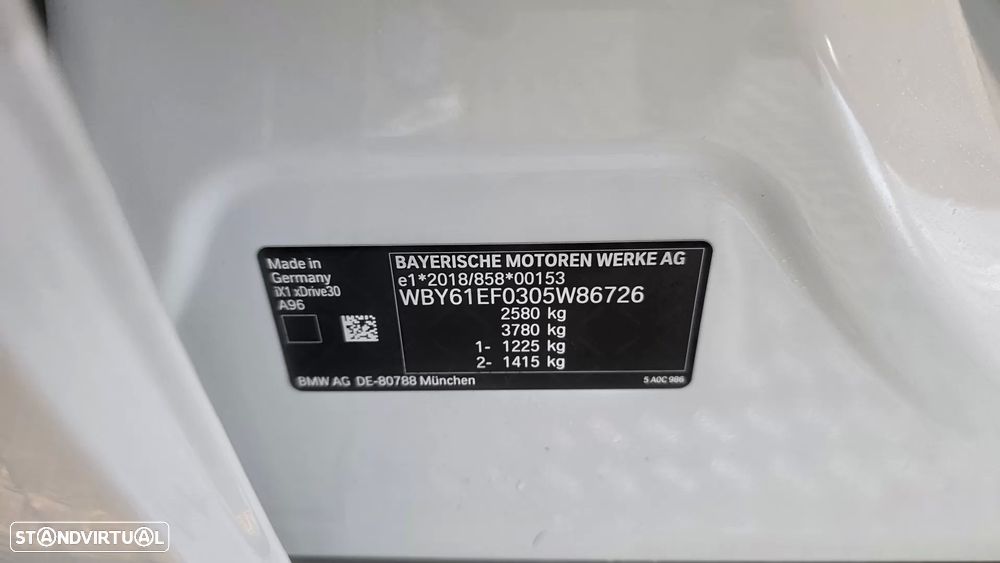 Made in
Germany
iX1 xDrive30
A96
BAYERISCHE MOTOREN WERKE AG
e1*2018/858*00153
WBY61EF0305W86726
2580 kg
3780 kg
1- 1225 kg
2- 1415 kg
BMW AG DE-80788 München
5 A0C 986
STANDVIRTUAL